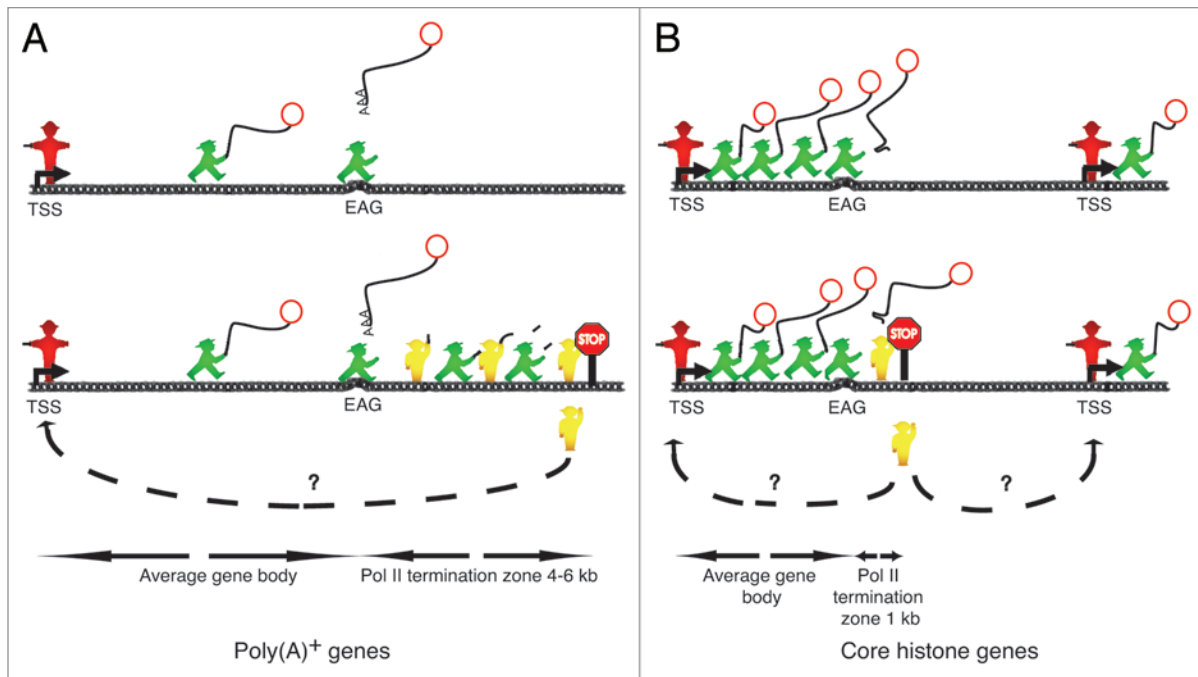 A
AAA
TSS
EAG
AAA
STOP
TSS
EAG
?
Average gene body
Pol II termination zone 4-6 kb
Poly(A)+ genes
B
TSS
EAG
TSS
STOP
TSS
EAG
TSS
?
?
Average gene
body
Pol II
termination
zone 1 kb
Core histone genes